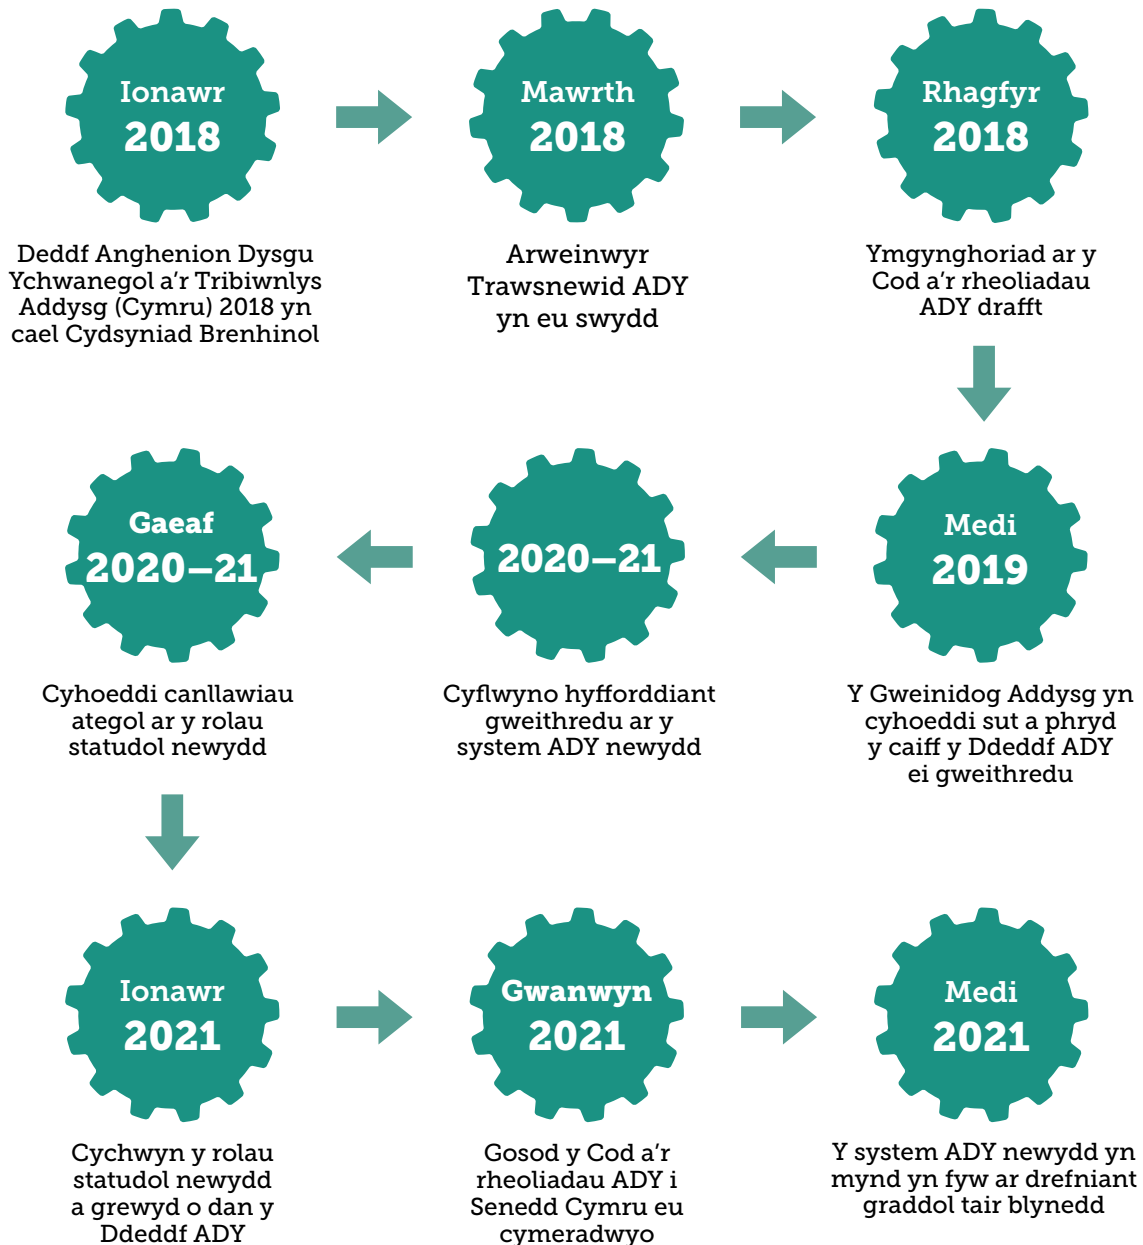 Ionawr
2018
Deddf Anghenion Dysgu
Ychwanegol a'r Tribiwnlys
Addysg (Cymru) 2018 yn
cael Cydsyniad Brenhinol
Mawrth
2018
Arweinwyr
Trawsnewid ADY
yn eu swydd
Rhagfyr
2018
Ymgynghoriad ar y
Cod a'r rheoliadau
ADY drafft
Medi
2019
Y Gweinidog Addysg yn
cyhoeddi sut a phryd
y caiff y Ddeddf ADY
ei gweithredu
2020–21
Cyflwyno hyfforddiant
gweithredu ar y
system ADY newydd
Gaeaf
2020–21
Cyhoeddi canllawiau
ategol ar y rolau
statudol newydd
Ionawr
2021
Cychwyn y rolau
statudol newydd
a grewyd o dan y
Ddeddf ADY
Gwanwyn
2021
Gosod y Cod a'r
rheoliadau ADY i
Senedd Cymru eu
cymeradwyo
Medi
2021
Y system ADY newydd yn
mynd yn fyw ar drefniant
graddol tair blynedd